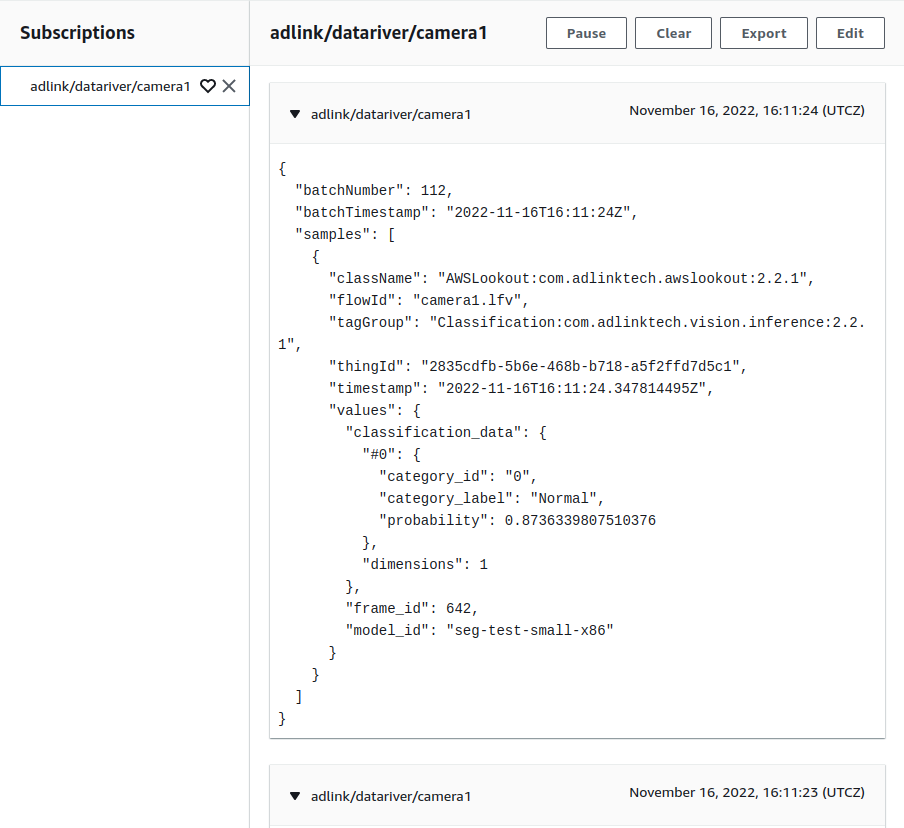 Subscriptions
adlink/datariver/camera1
Pause
Clear
Export
Edit
adlink/datariver/camera1
adlink/datariver/camera1
November 16, 2022, 16:11:24 (UTCZ)
{
  "batchNumber": 112,
  "batchTimestamp": "2022-11-16T16:11:24Z",
  "samples": [
    {
      "className": "AWSLookout:com.adlinktech.awslookout:2.2.1",
      "flowId": "camera1.lfv",
      "tagGroup": "Classification:com.adlinktech.vision.inference:2.2.
1",
      "thingId": "2835cdfb-5b6e-468b-b718-a5f2ffd7d5c1",
      "timestamp": "2022-11-16T16:11:24.347814495Z",
      "values": {
        "classification_data": {
          "#0": {
            "category_id": "0",
            "category_label": "Normal",
            "probability": 0.8736339807510376
          },
          "dimensions": 1
        },
        "frame_id": 642,
        "model_id": "seg-test-small-x86"
      }
    }
  ]
}
adlink/datariver/camera1
November 16, 2022, 16:11:23 (UTCZ)